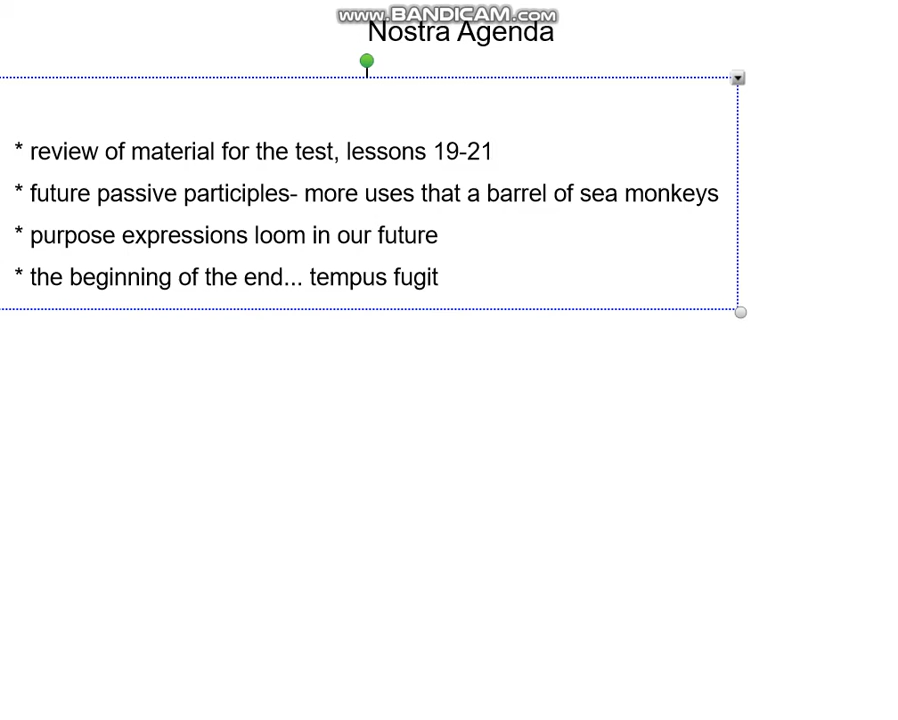 www.BANDICAM.com
Nostra Agenda
* review of material for the test, lessons 19-21
* future passive participles- more uses that a barrel of sea monkeys
* purpose expressions loom in our future
* the beginning of the end... tempus fugit